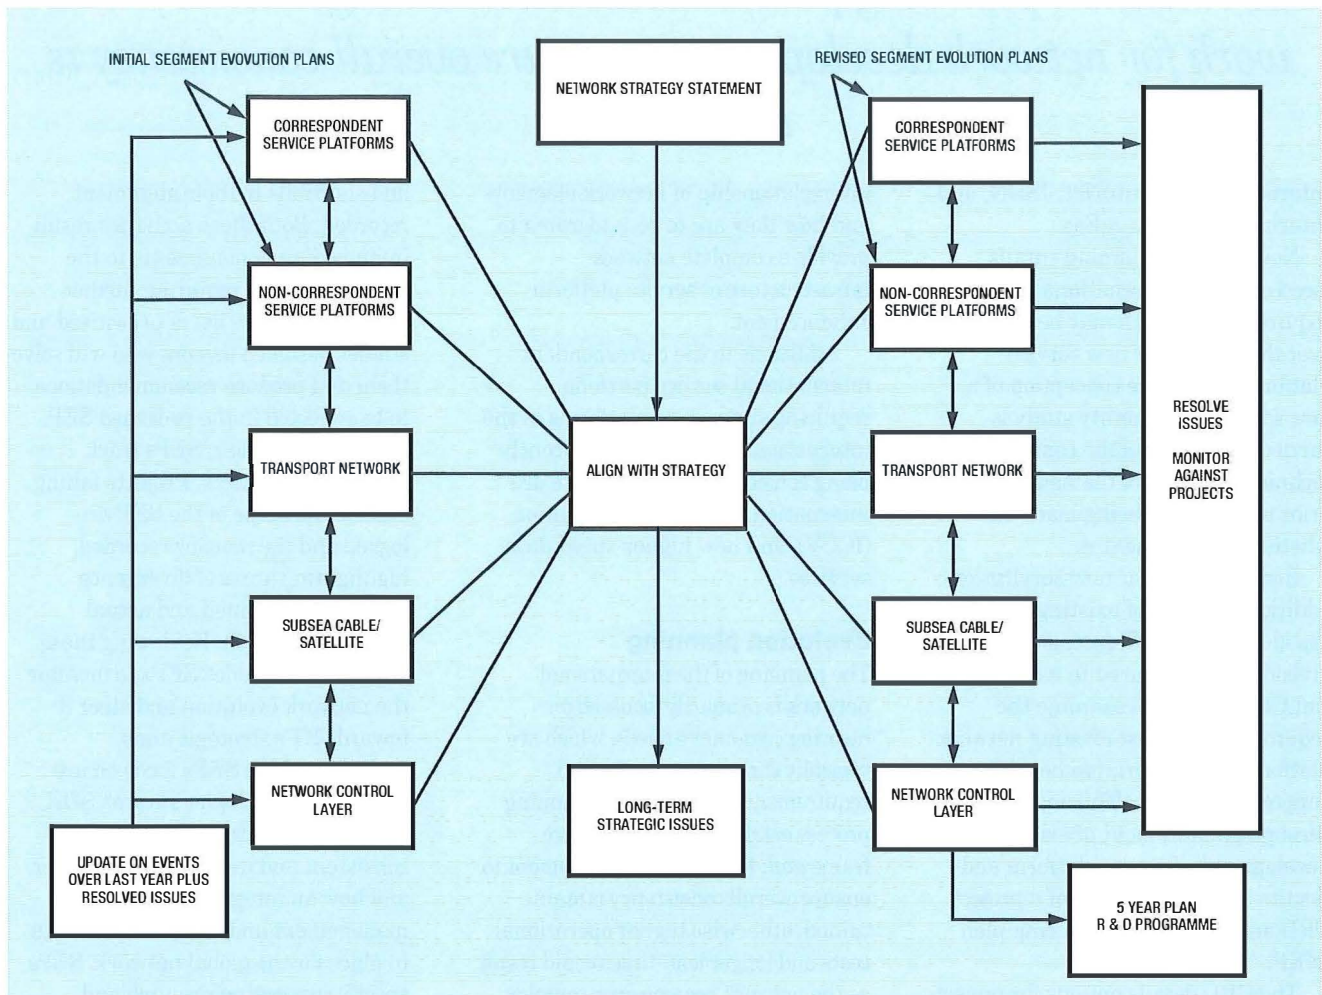 INITIAL SEGMENT EVOVUTION PLANS
REVISED SEGMENT EVOLUTION PLANS
NETWORK STRATEGY STATEMENT
CORRESPONDENT
SERVICE PLATFORMS
NON-CORRESPONDENT
SERVICE PLATFORMS
TRANSPORT NETWORK
SUBSEA CABLE/
SATELLITE
NETWORK CONTROL
LAYER
UPDATE ON EVENTS
OVER LAST YEAR PLUS
RESOLVED ISSUES
ALIGN WITH STRATEGY
LONG-TERM
STRATEGIC ISSUES
CORRESPONDENT
SERVICE PLATFORMS
NON-CORRESPONDENT
SERVICE PLATFORMS
TRANSPORT NETWORK
SUBSEA CABLE/
SATELLITE
NETWORK CONTROL
LAYER
RESOLVE
ISSUES
MONITOR
AGAINST
PROJECTS
5 YEAR PLAN
R & D PROGRAMME